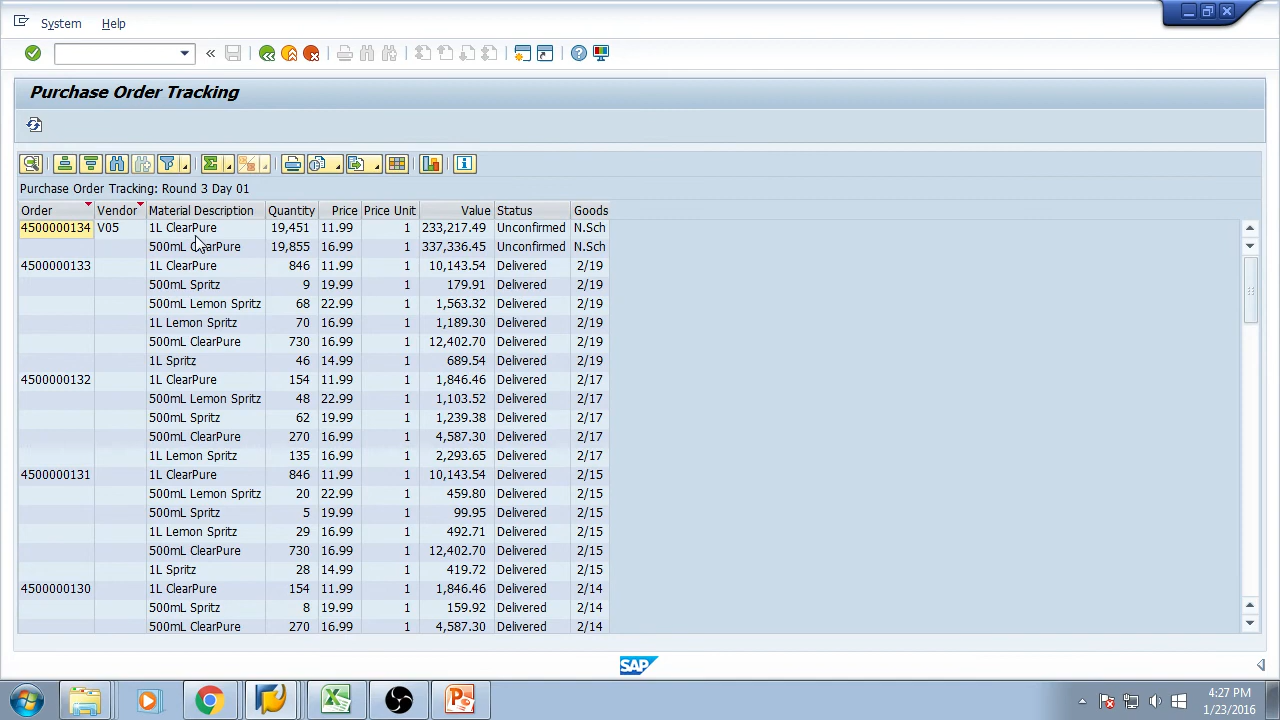 System Help
Purchase Order Tracking
Purchase Order Tracking: Round 3 Day 01
Order Vendor Material Description Quantity Price Price Unit Value Status Goods
4500000134 V05 1L ClearPure 19,451 11.99 1 233,217.49 Unconfirmed N.Sch
500mL ClearPure 19,855 16.99 1 337,336.45 Unconfirmed N.Sch
4500000133 1L ClearPure 846 11.99 1 10,143.54 Delivered 2/19
500mL Spritz 9 19.99 1 179.91 Delivered 2/19
500mL Lemon Spritz 68 22.99 1 1,563.32 Delivered 2/19
1L Lemon Spritz 70 16.99 1 1,189.30 Delivered 2/19
500mL ClearPure 730 16.99 1 12,402.70 Delivered 2/19
1L Spritz 46 14.99 1 689.54 Delivered 2/19
4500000132 1L ClearPure 154 11.99 1 1,846.46 Delivered 2/17
500mL Lemon Spritz 48 22.99 1 1,103.52 Delivered 2/17
500mL Spritz 62 19.99 1 1,239.38 Delivered 2/17
500mL ClearPure 270 16.99 1 4,587.30 Delivered 2/17
1L Lemon Spritz 135 16.99 1 2,293.65 Delivered 2/17
4500000131 1L ClearPure 846 11.99 1 10,143.54 Delivered 2/15
500mL Lemon Spritz 20 22.99 1 459.80 Delivered 2/15
500mL Spritz 5 19.99 1 99.95 Delivered 2/15
1L Lemon Spritz 29 16.99 1 492.71 Delivered 2/15
500mL ClearPure 730 16.99 1 12,402.70 Delivered 2/15
1L Spritz 28 14.99 1 419.72 Delivered 2/15
4500000130 1L ClearPure 154 11.99 1 1,846.46 Delivered 2/14
500mL Spritz 8 19.99 1 159.92 Delivered 2/14
500mL ClearPure 270 16.99 1 4,587.30 Delivered 2/14
SAP
4:27 PM
1/23/2016